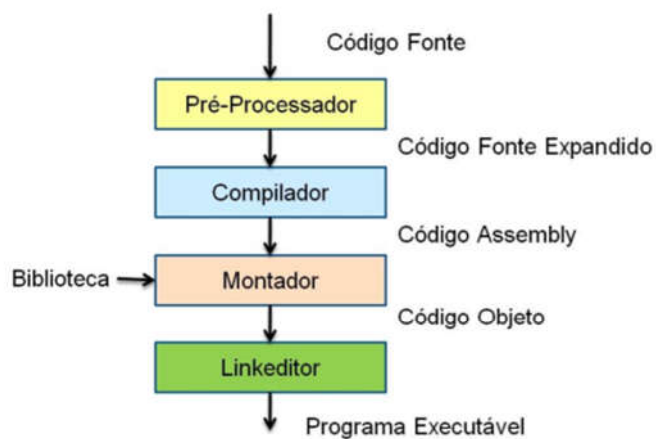 Código Fonte
Pré-Processador
Código Fonte Expandido
Compilador
Código Assembly
Biblioteca
Montador
Código Objeto
Linkeditor
Programa Executável